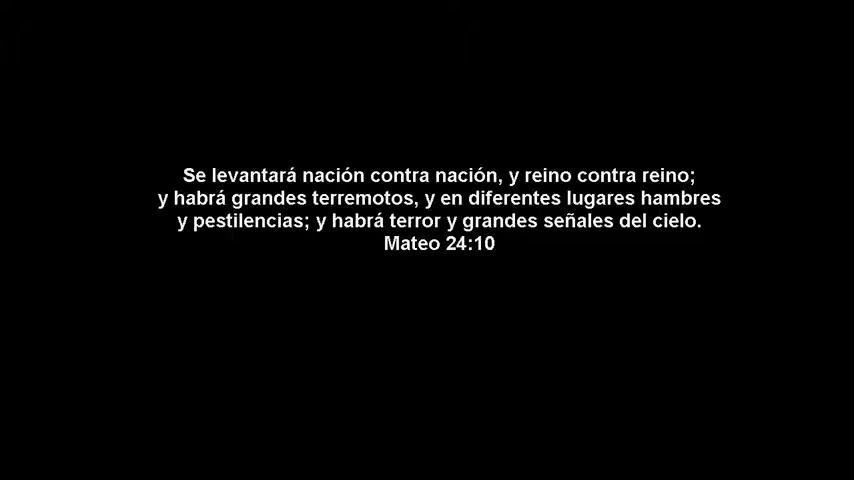 Se levantará nación contra nación, y reino contra reino;
y habrá grandes terremotos, y en diferentes lugares hambres
y pestilencias; y habrá terror y grandes señales del cielo.
Mateo 24:10